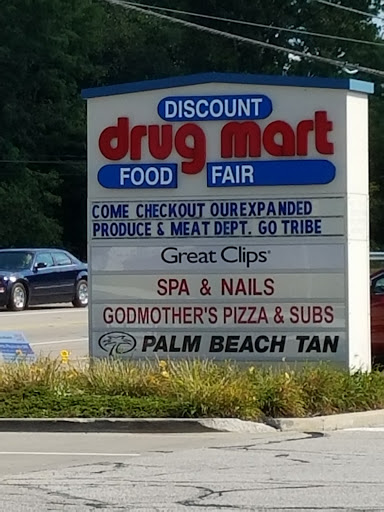 DISCOUNT
drug mart
FOOD FAIR
COME CHECKOUT OUREXPANDED
PRODUCE & MEAT DEPT. GO TRIBE
Great Clips®
SPA & NAILS
GODMOTHER'S PIZZA & SUBS
PALM BEACH TAN